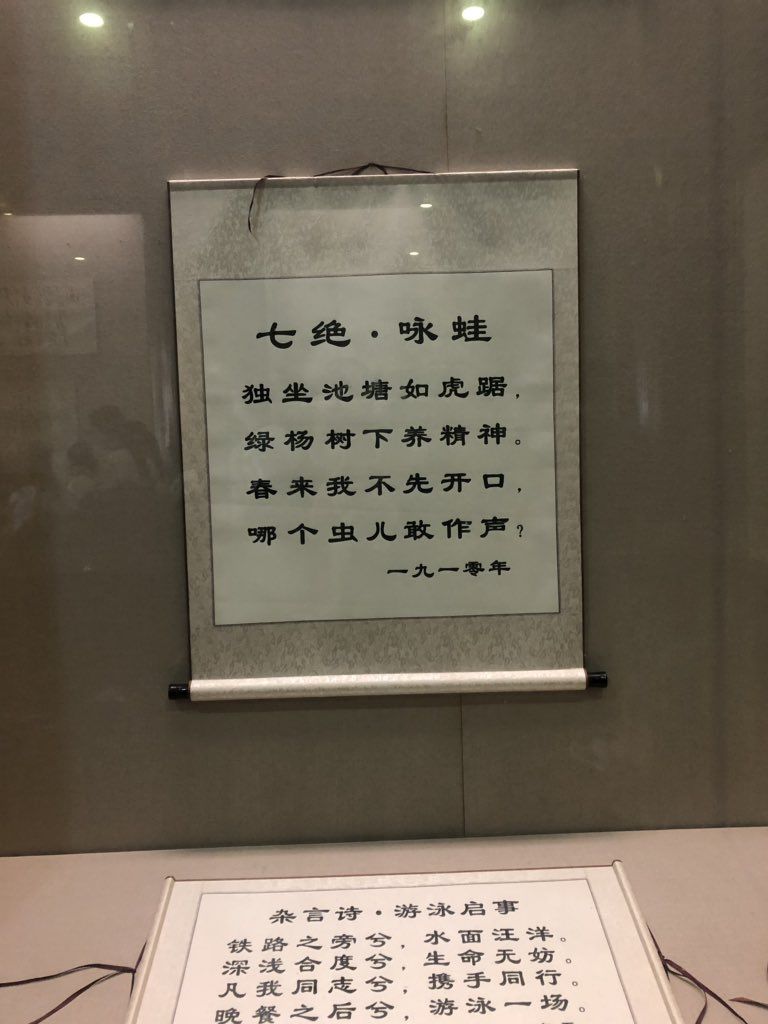 七绝·咏蛙
独坐池塘如虎踞，
绿杨树下养精神。
春来我不先开口，
哪个虫儿敢作声？
一九一零年
杂言诗·游泳启事
铁路之旁兮，水面汪洋。
深浅合度兮，生命无妨。
凡我同志兮，携手同行。
晚餐之后兮，游泳一场。